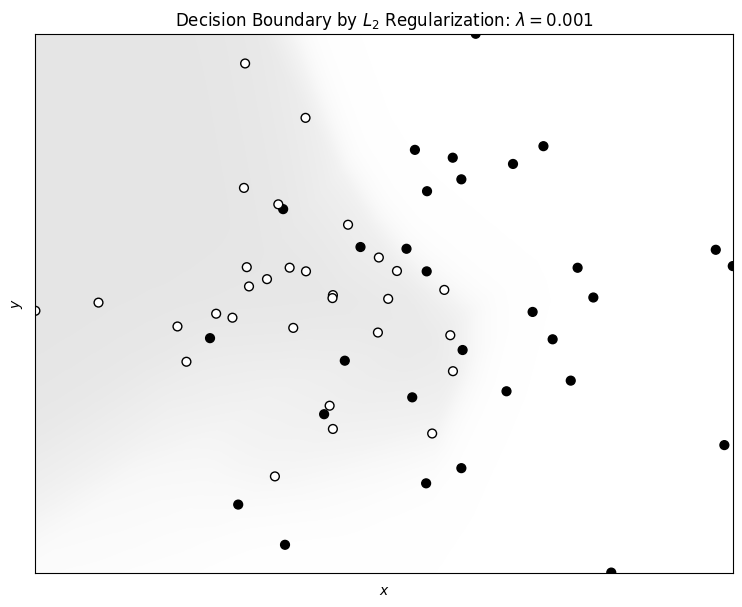 Decision Boundary by $L_2$ Regularization: $\lambda = 0.001$
y
x